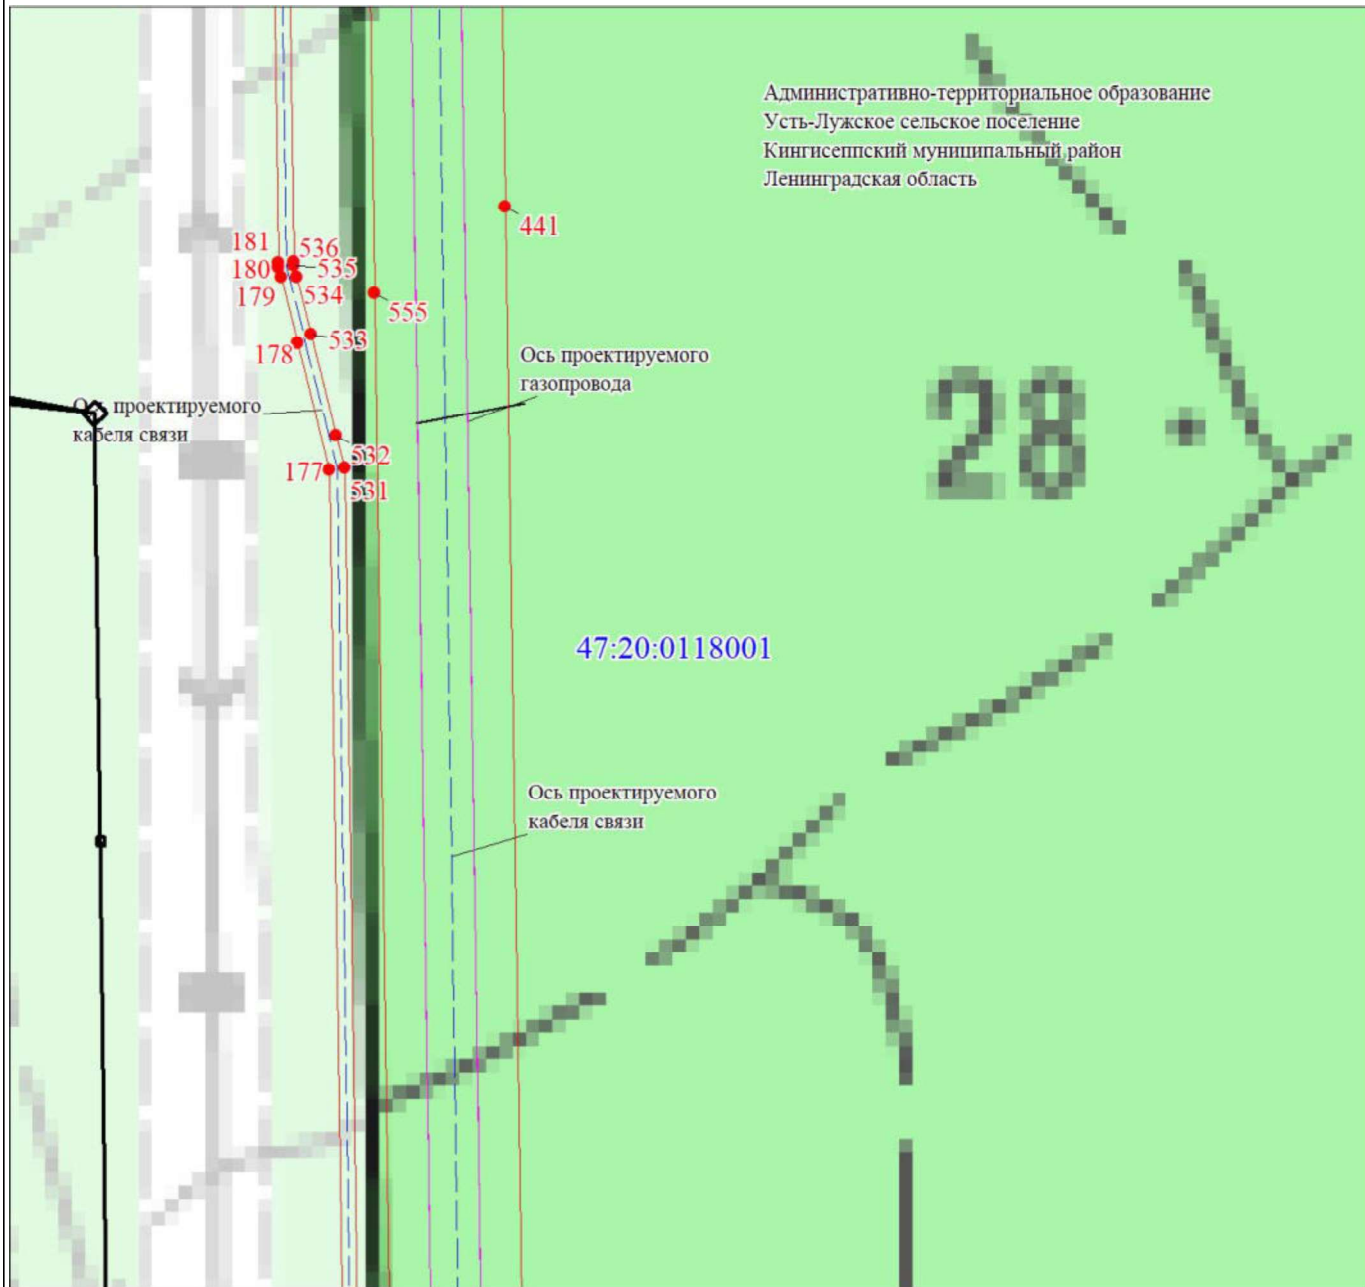 Административно-территориальное образование
Усть-Лужское сельское поселение
Кингисеппский муниципальный район
Ленинградская область
441
181
536
180
535
179
534
555
533
178
Ось проектируемого
газопровода
Ось проектируемого
кабеля связи
28
532
177
531
47:20:0118001
Ось проектируемого
кабеля связи